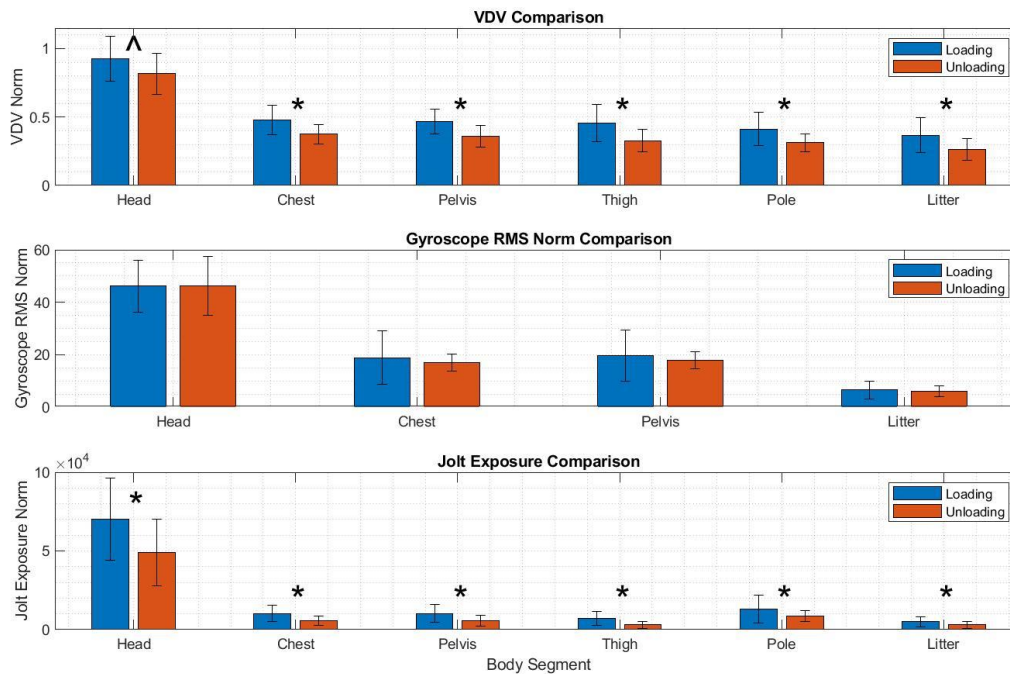 VDV Comparison
VDV Norm
1
0.5
0
^
*
*
*
*
*
Loading
Unloading
Head Chest Pelvis Thigh Pole Litter
Gyroscope RMS Norm Comparison
Gyroscope RMS Norm
60
40
20
0
Loading
Unloading
Head Chest Pelvis Litter
Jolt Exposure Comparison
×10⁴
Jolt Exposure Norm
10
5
0
*
*
*
*
*
*
Loading
Unloading
Head Chest Pelvis Thigh Pole Litter
Body Segment